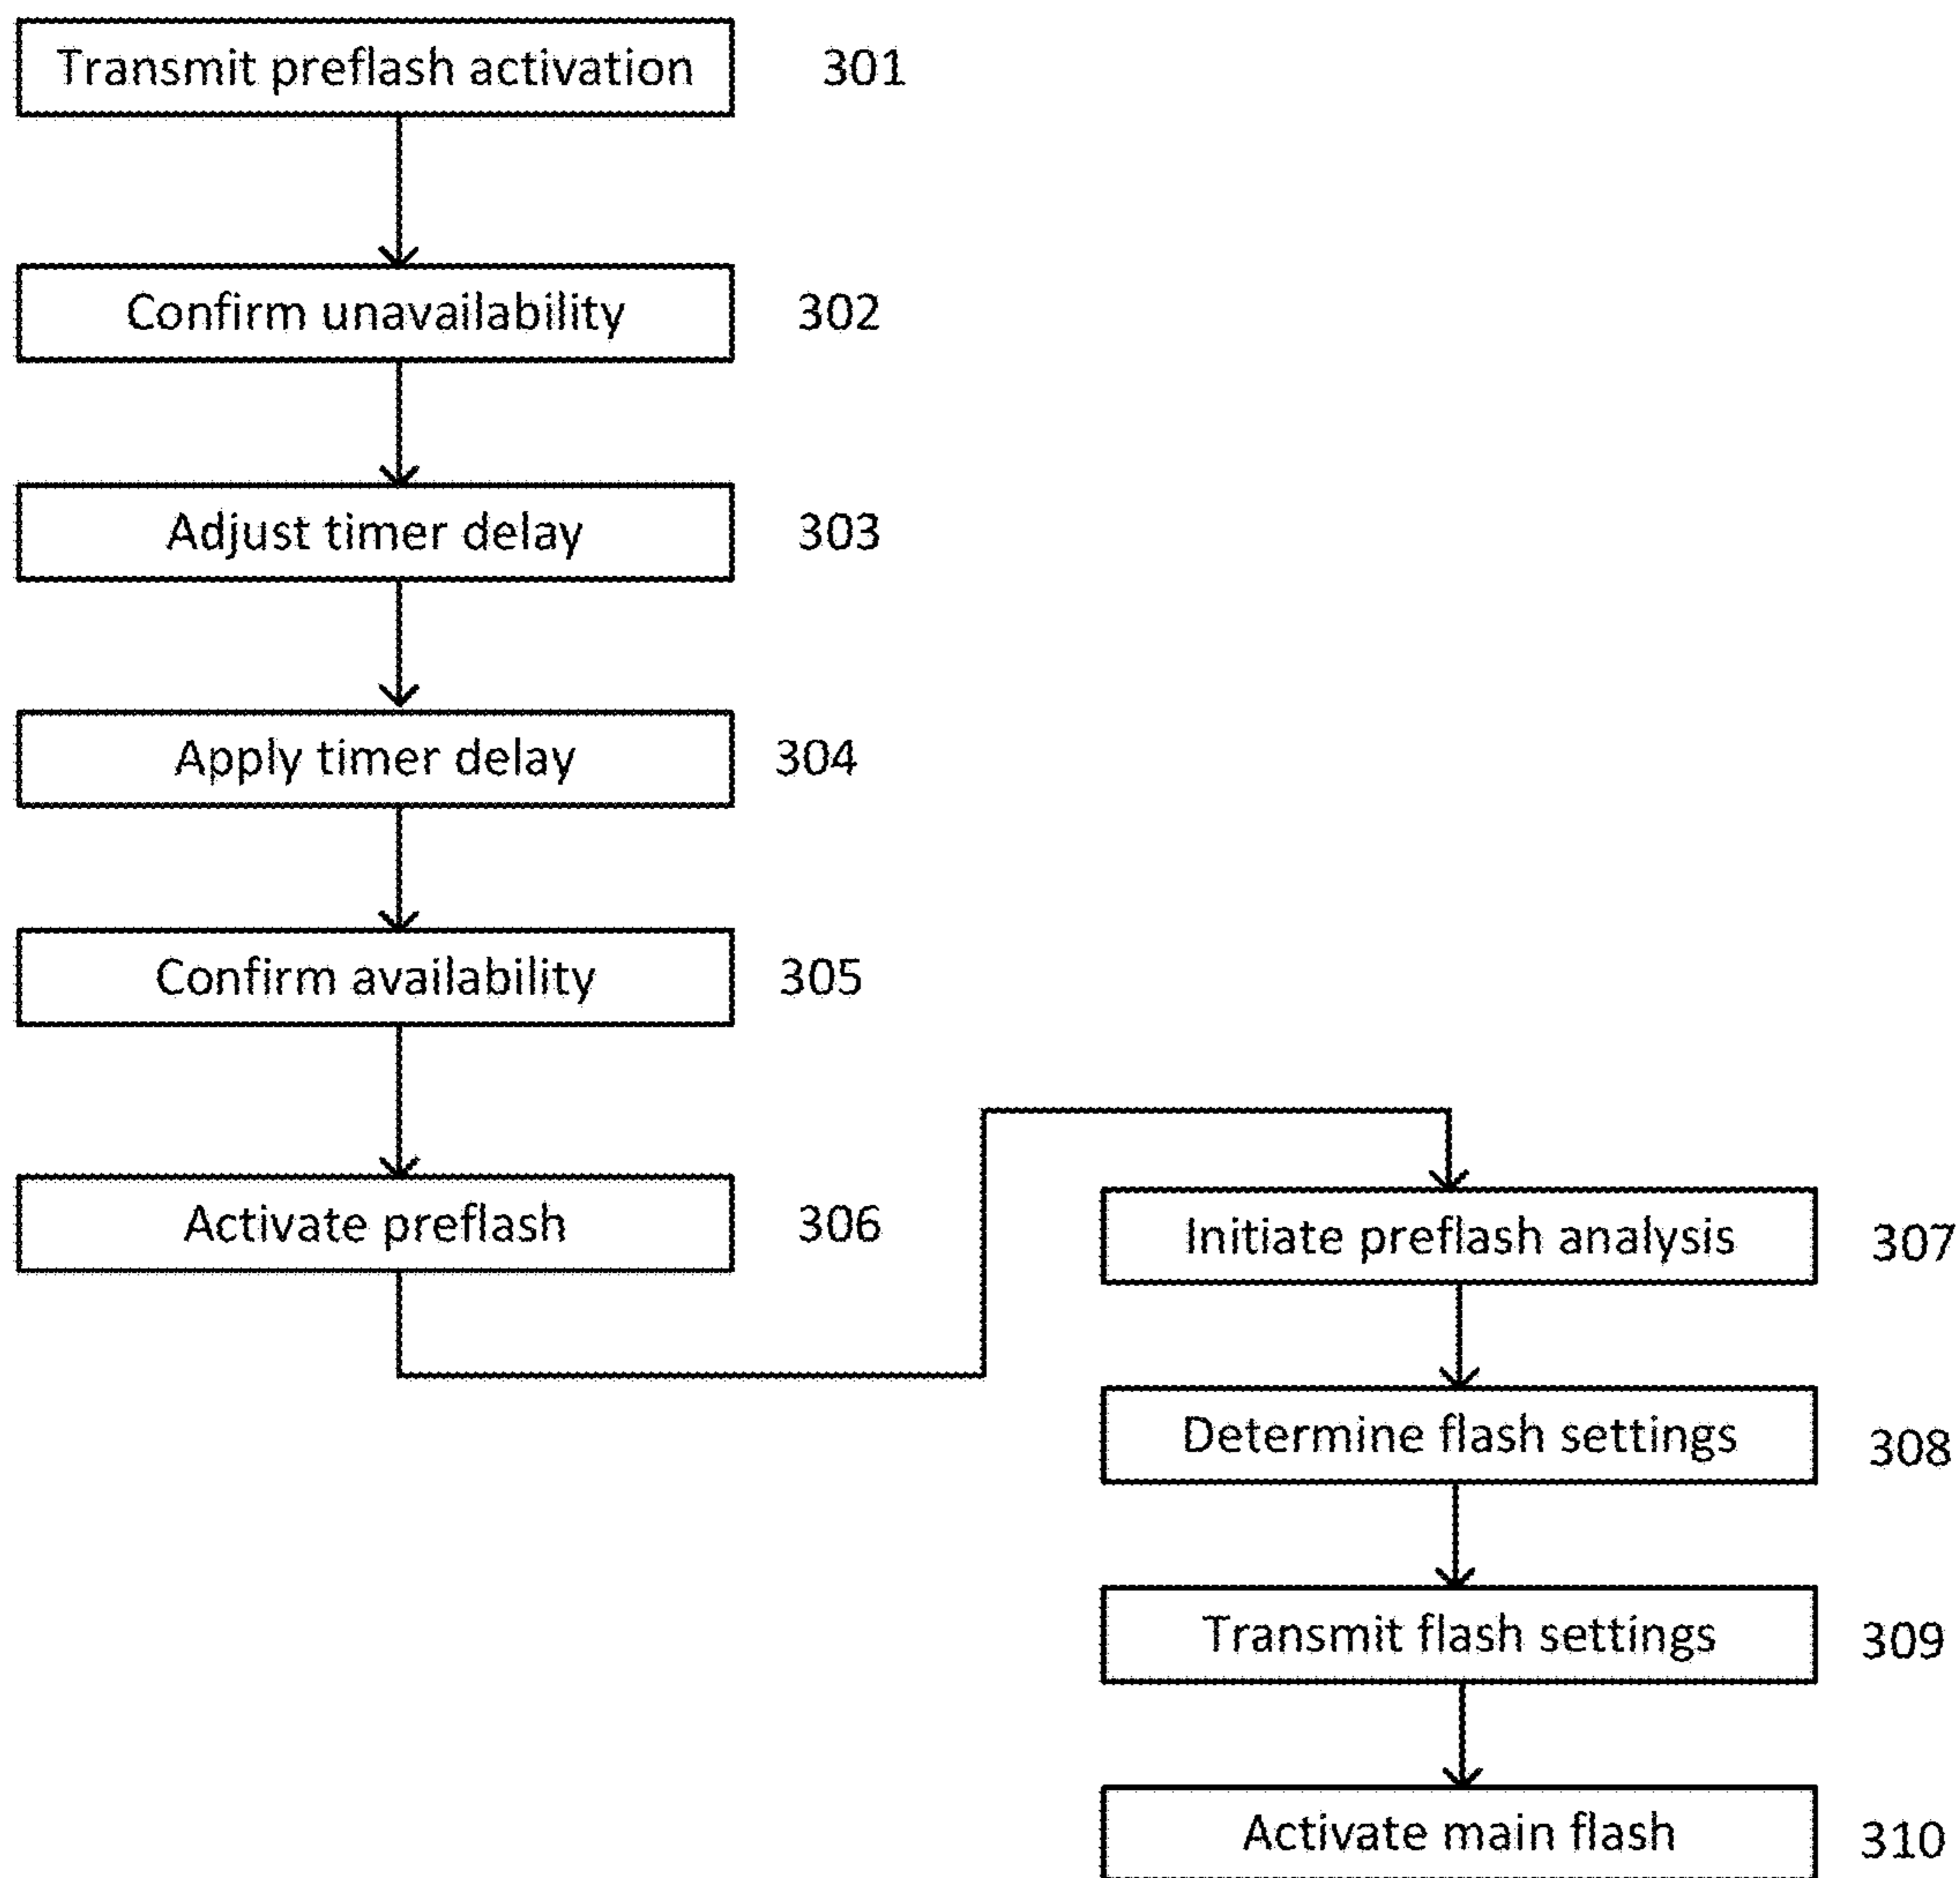 Transmit preflash activation 301
Confirm unavailability 302
Adjust timer delay 303
Apply timer delay 304
Confirm availability 305
Activate preflash 306
Initiate preflash analysis 307
Determine flash settings 308
Transmit flash settings 309
Activate main flash 310